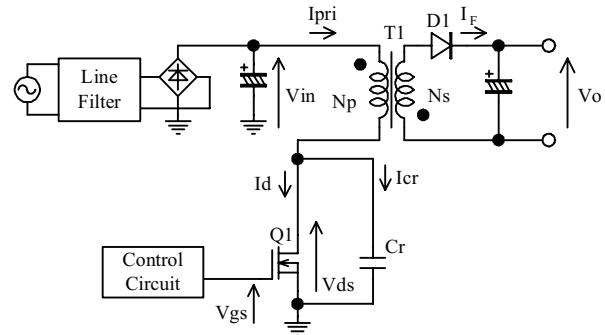 Ipri
T1
D1
I_F
Line
Filter
+
Vin
Np
Ns
+
Vo
Id
Icr
Q1
Control
Circuit
Vds
Cr
Vgs